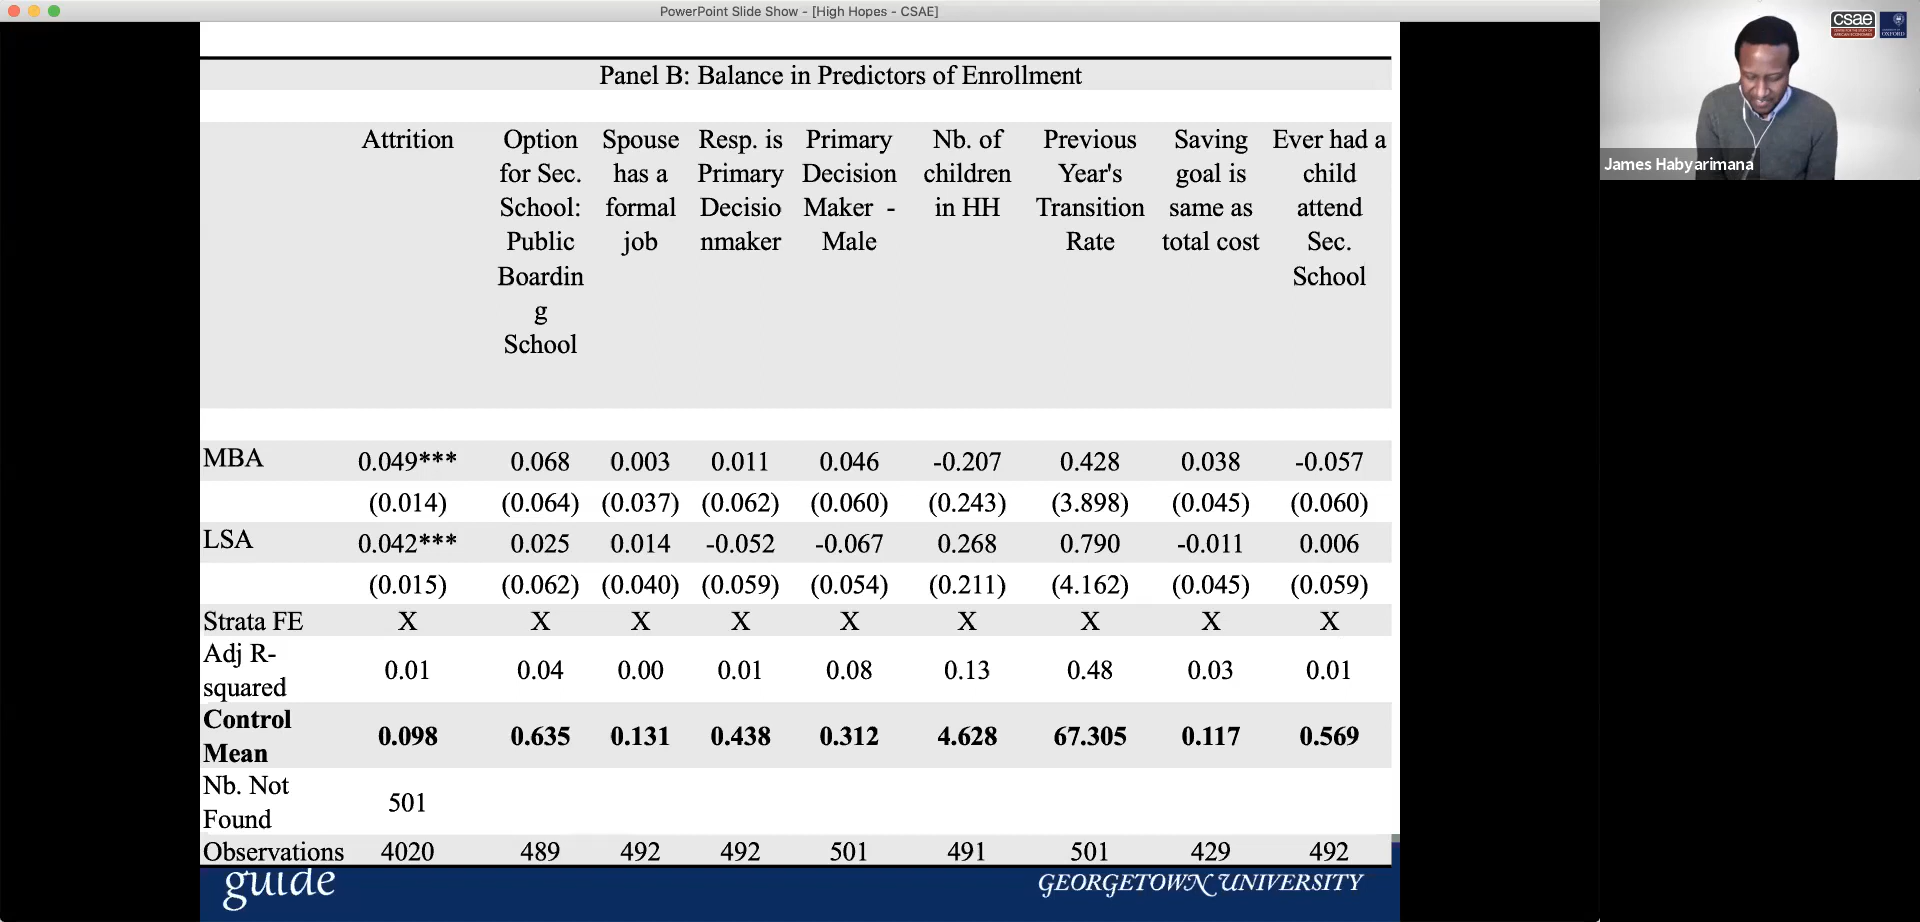 PowerPoint Slide Show - [High Hopes - CSAE]
Panel B: Balance in Predictors of Enrollment
Attrition
Option
for Sec.
School:
Public
Boardin
g
School
Spouse
has a
formal
job
Resp. is
Primary
Decisio
nmaker
Primary
Decision
Maker -
Male
Nb. of
children
in HH
Previous
Year's
Transition
Rate
Saving
goal is
same as
total cost
Ever had a
child
attend
Sec.
School
MBA 0.049*** 0.068 0.003 0.011 0.046 -0.207 0.428 0.038 -0.057
(0.014) (0.064) (0.037) (0.062) (0.060) (0.243) (3.898) (0.045) (0.060)
LSA 0.042*** 0.025 0.014 -0.052 -0.067 0.268 0.790 -0.011 0.006
(0.015) (0.062) (0.040) (0.059) (0.054) (0.211) (4.162) (0.045) (0.059)
Strata FE X X X X X X X X X
Adj R-
squared
0.01 0.04 0.00 0.01 0.08 0.13 0.48 0.03 0.01
Control
Mean
0.098 0.635 0.131 0.438 0.312 4.628 67.305 0.117 0.569
Nb. Not
Found
501
Observations 4020 489 492 492 501 491 501 429 492
guide
GEORGETOWN UNIVERSITY
csae
OXFORD
James Habyarimana